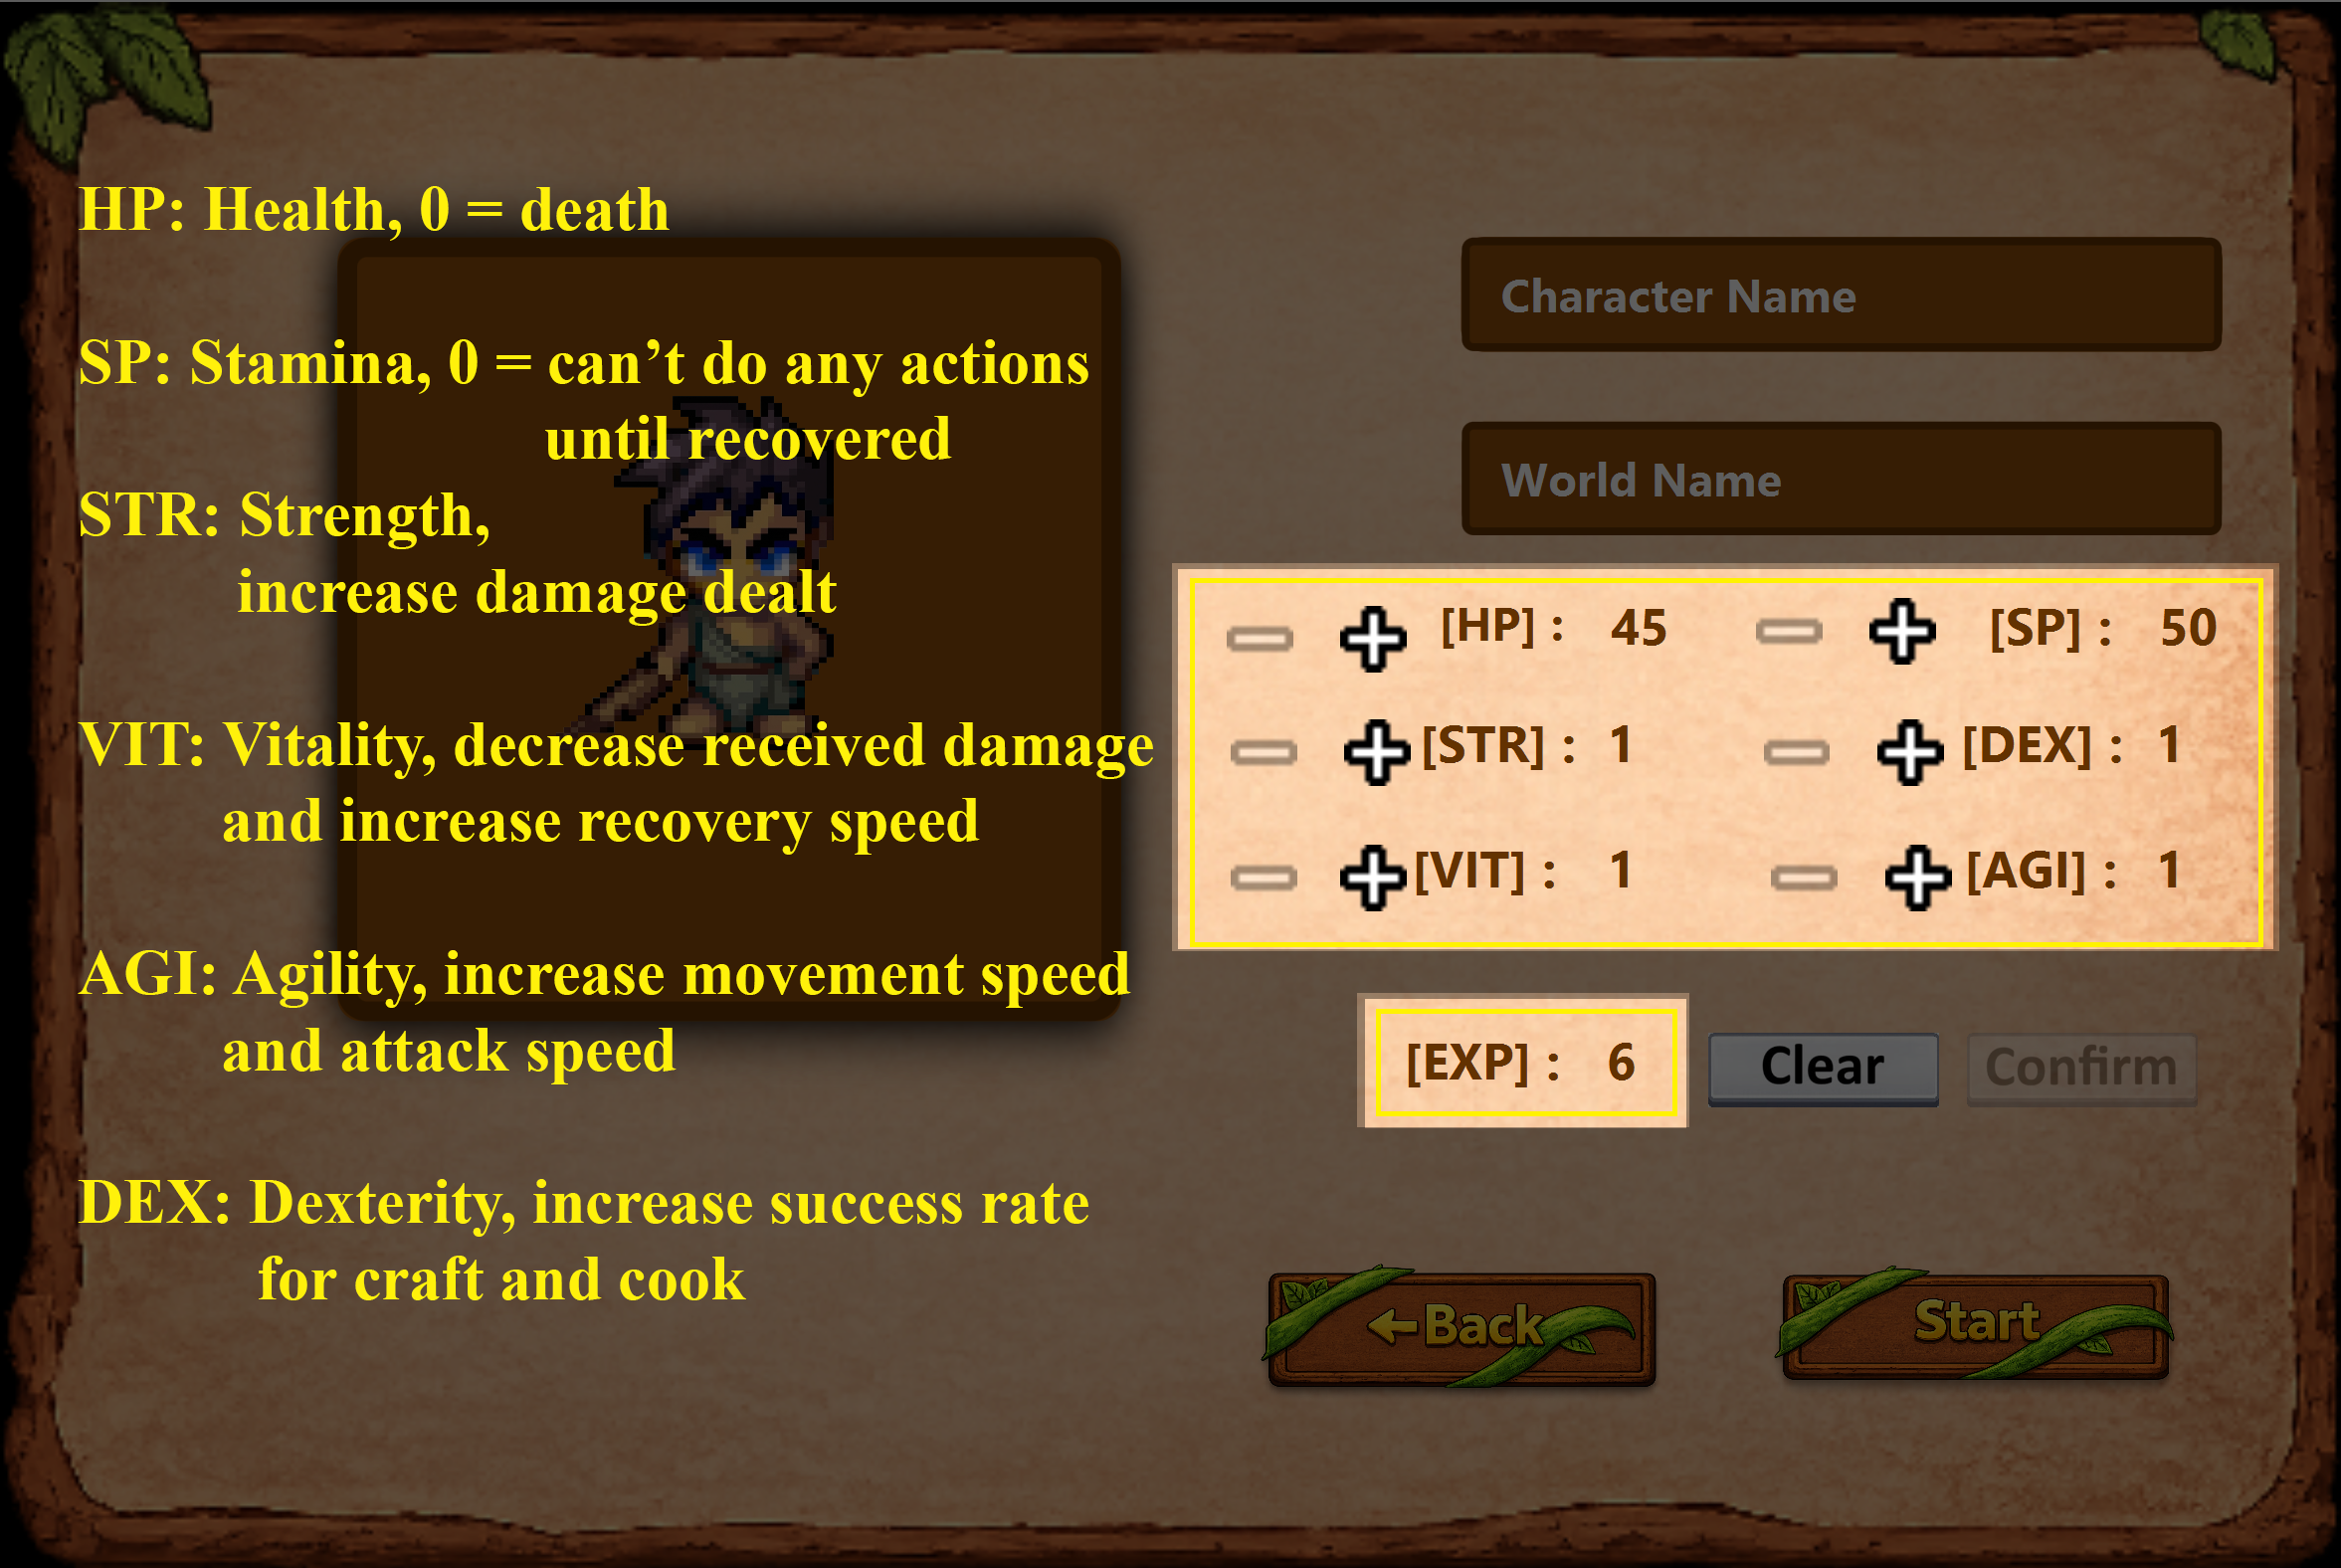 HP: Health, 0 = death
SP: Stamina, 0 = can’t do any actions
until recovered
STR: Strength,
increase damage dealt
VIT: Vitality, decrease received damage
and increase recovery speed
AGI: Agility, increase movement speed
and attack speed
DEX: Dexterity, increase success rate
for craft and cook
Character Name
World Name
[HP] : 45 [SP] : 50
[STR] : 1 [DEX] : 1
[VIT] : 1 [AGI] : 1
[EXP] : 6 Clear Confirm
←Back Start